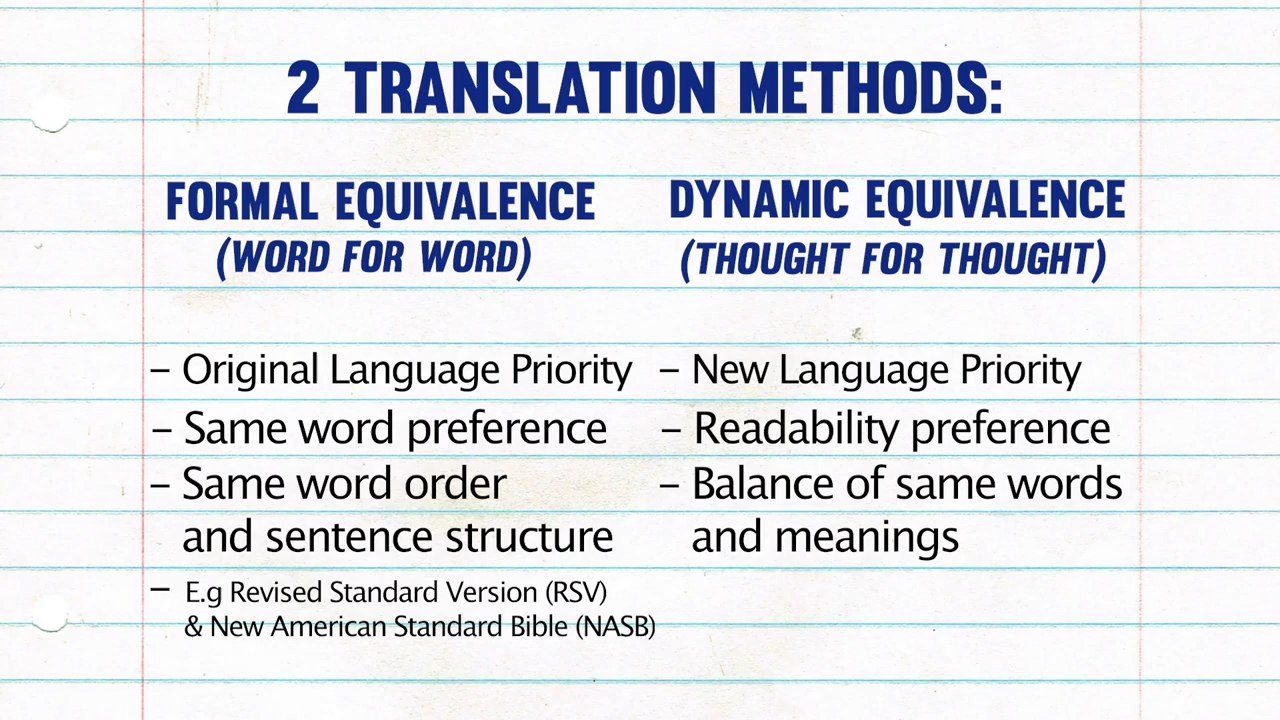 2 TRANSLATION METHODS:
FORMAL EQUIVALENCE
(WORD FOR WORD)
– Original Language Priority
– Same word preference
– Same word order
and sentence structure
– E.g Revised Standard Version (RSV)
& New American Standard Bible (NASB)
DYNAMIC EQUIVALENCE
(THOUGHT FOR THOUGHT)
– New Language Priority
– Readability preference
– Balance of same words
and meanings